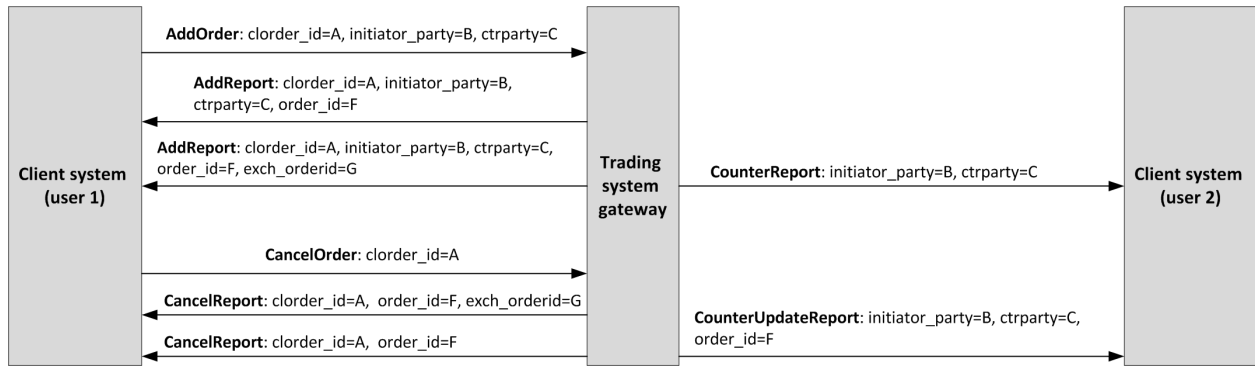 AddOrder: clorder_id=A, initiator_party=B, ctrparty=C
AddReport: clorder_id=A, initiator_party=B,
ctrparty=C, order_id=F
AddReport: clorder_id=A, initiator_party=B, ctrparty=C,
order_id=F, exch_orderid=G
Client system
(user 1)
Trading
system
gateway
CounterReport: initiator_party=B, ctrparty=C
Client system
(user 2)
CancelOrder: clorder_id=A
CancelReport: clorder_id=A,  order_id=F, exch_orderid=G
CounterUpdateReport: initiator_party=B, ctrparty=C,
order_id=F
CancelReport: clorder_id=A,  order_id=F